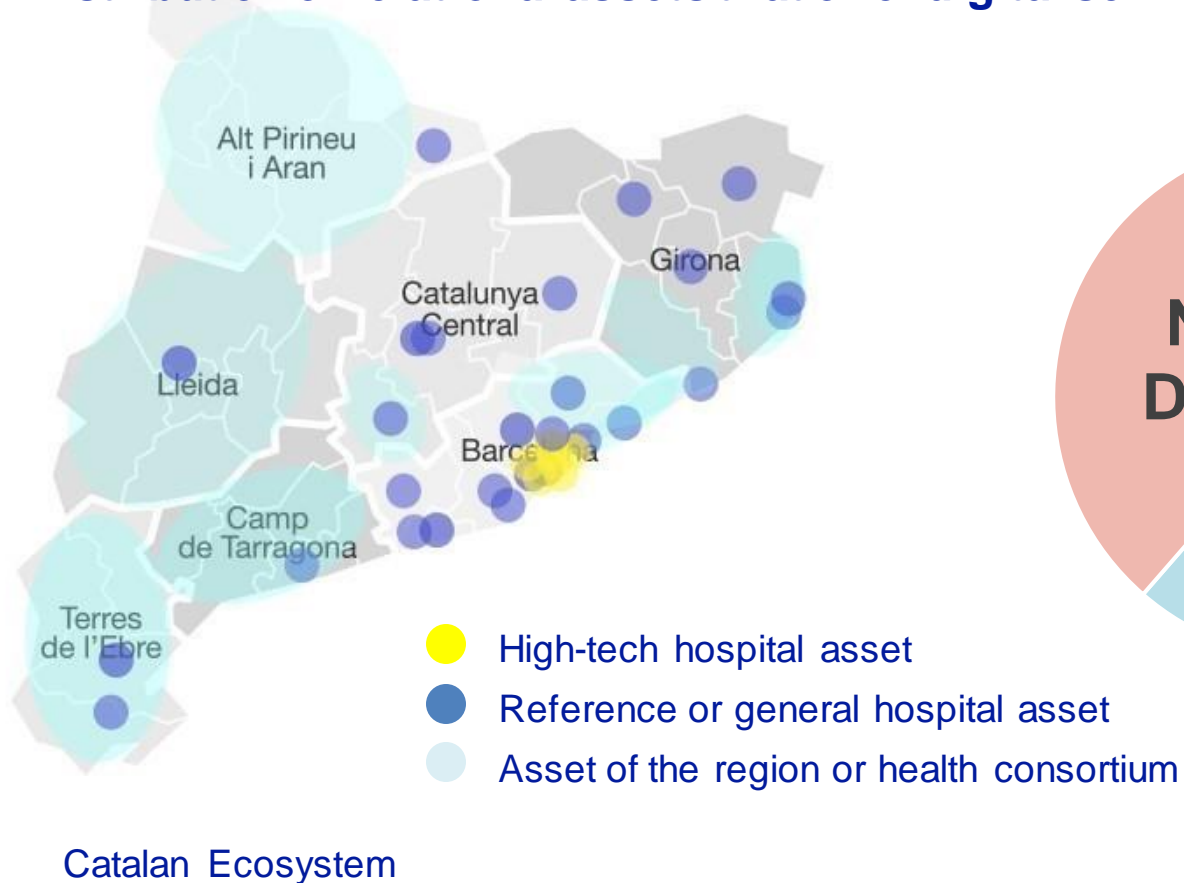 Alt Pirineu
i Aran
Girona
Catalunya
Central
Lleida
Barcelona
Camp
de Tarragona
Terres
de l'Ebre
High-tech hospital asset
Reference or general hospital asset
Asset of the region or health consortium
Catalan Ecosystem